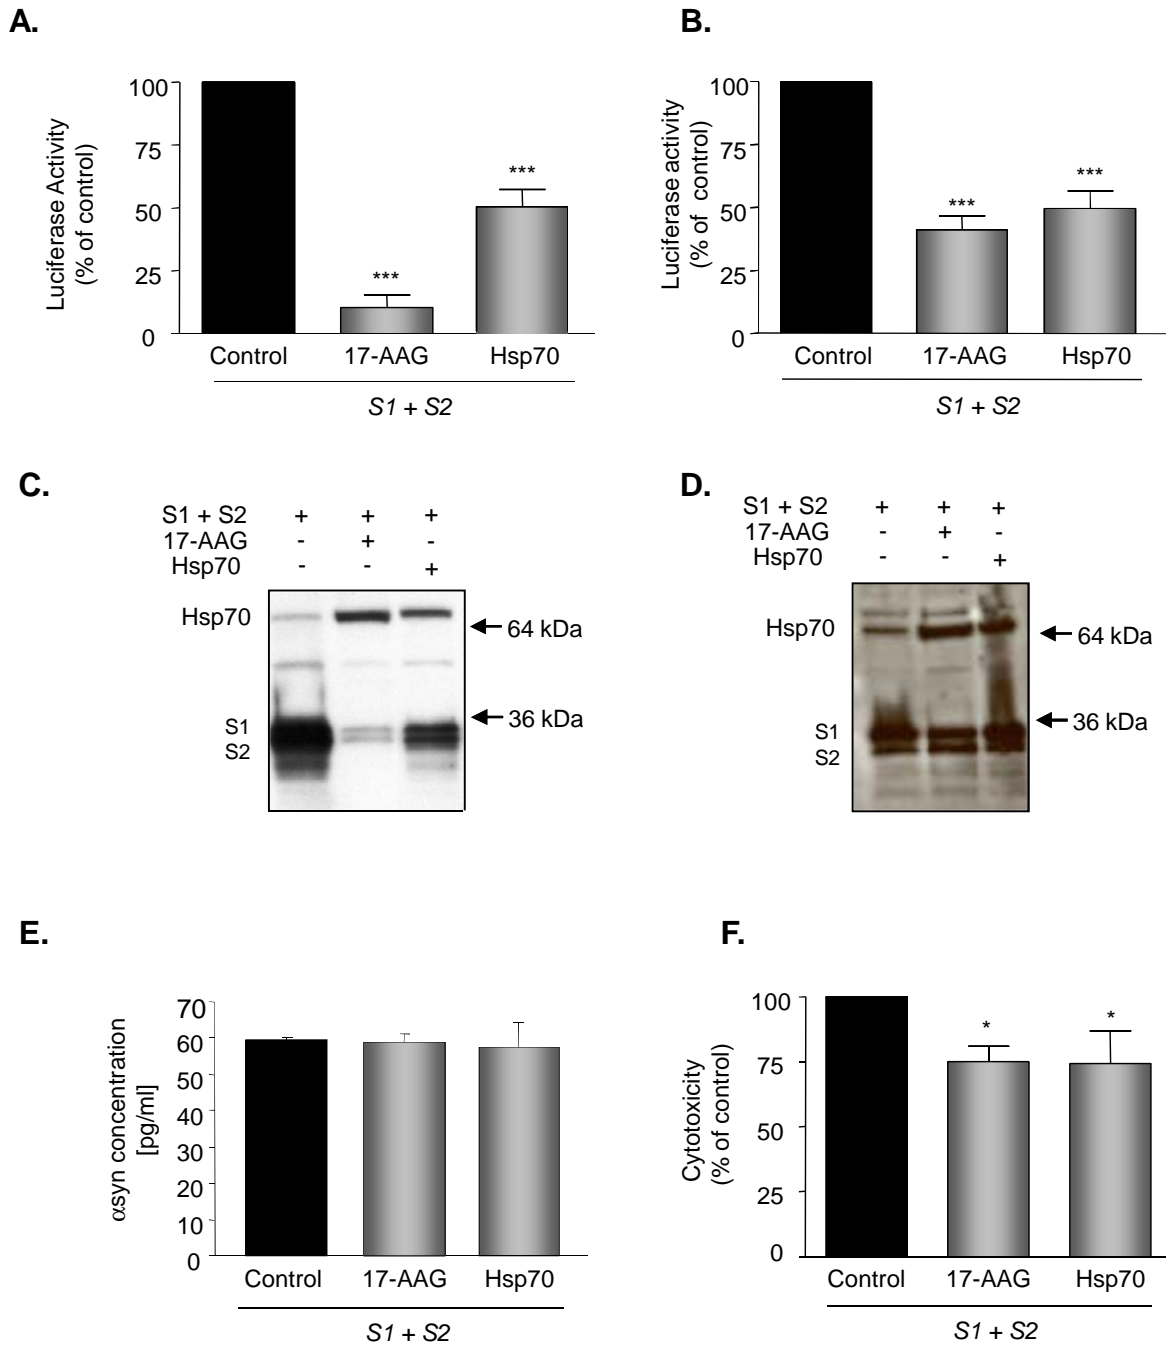 A.
Luciferase Activity
(% of control)
100
75
50
25
0
***
***
Control 17-AAG Hsp70
S1 + S2
B.
Luciferase activity
(% of control)
100
75
50
25
0
***
***
Control 17-AAG Hsp70
S1 + S2
C.
S1 + S2 + + +
17-AAG - + -
Hsp70 - - +
Hsp70
64 kDa
36 kDa
S1
S2
D.
S1 + S2 + + +
17-AAG - + -
Hsp70 - - +
Hsp70
64 kDa
36 kDa
S1
S2
E.
αsyn concentration
[pg/ml]
70
60
50
40
30
20
10
0
Control 17-AAG Hsp70
S1 + S2
F.
Cytotoxicity
(% of control)
100
75
50
25
0
*
*
Control 17-AAG Hsp70
S1 + S2